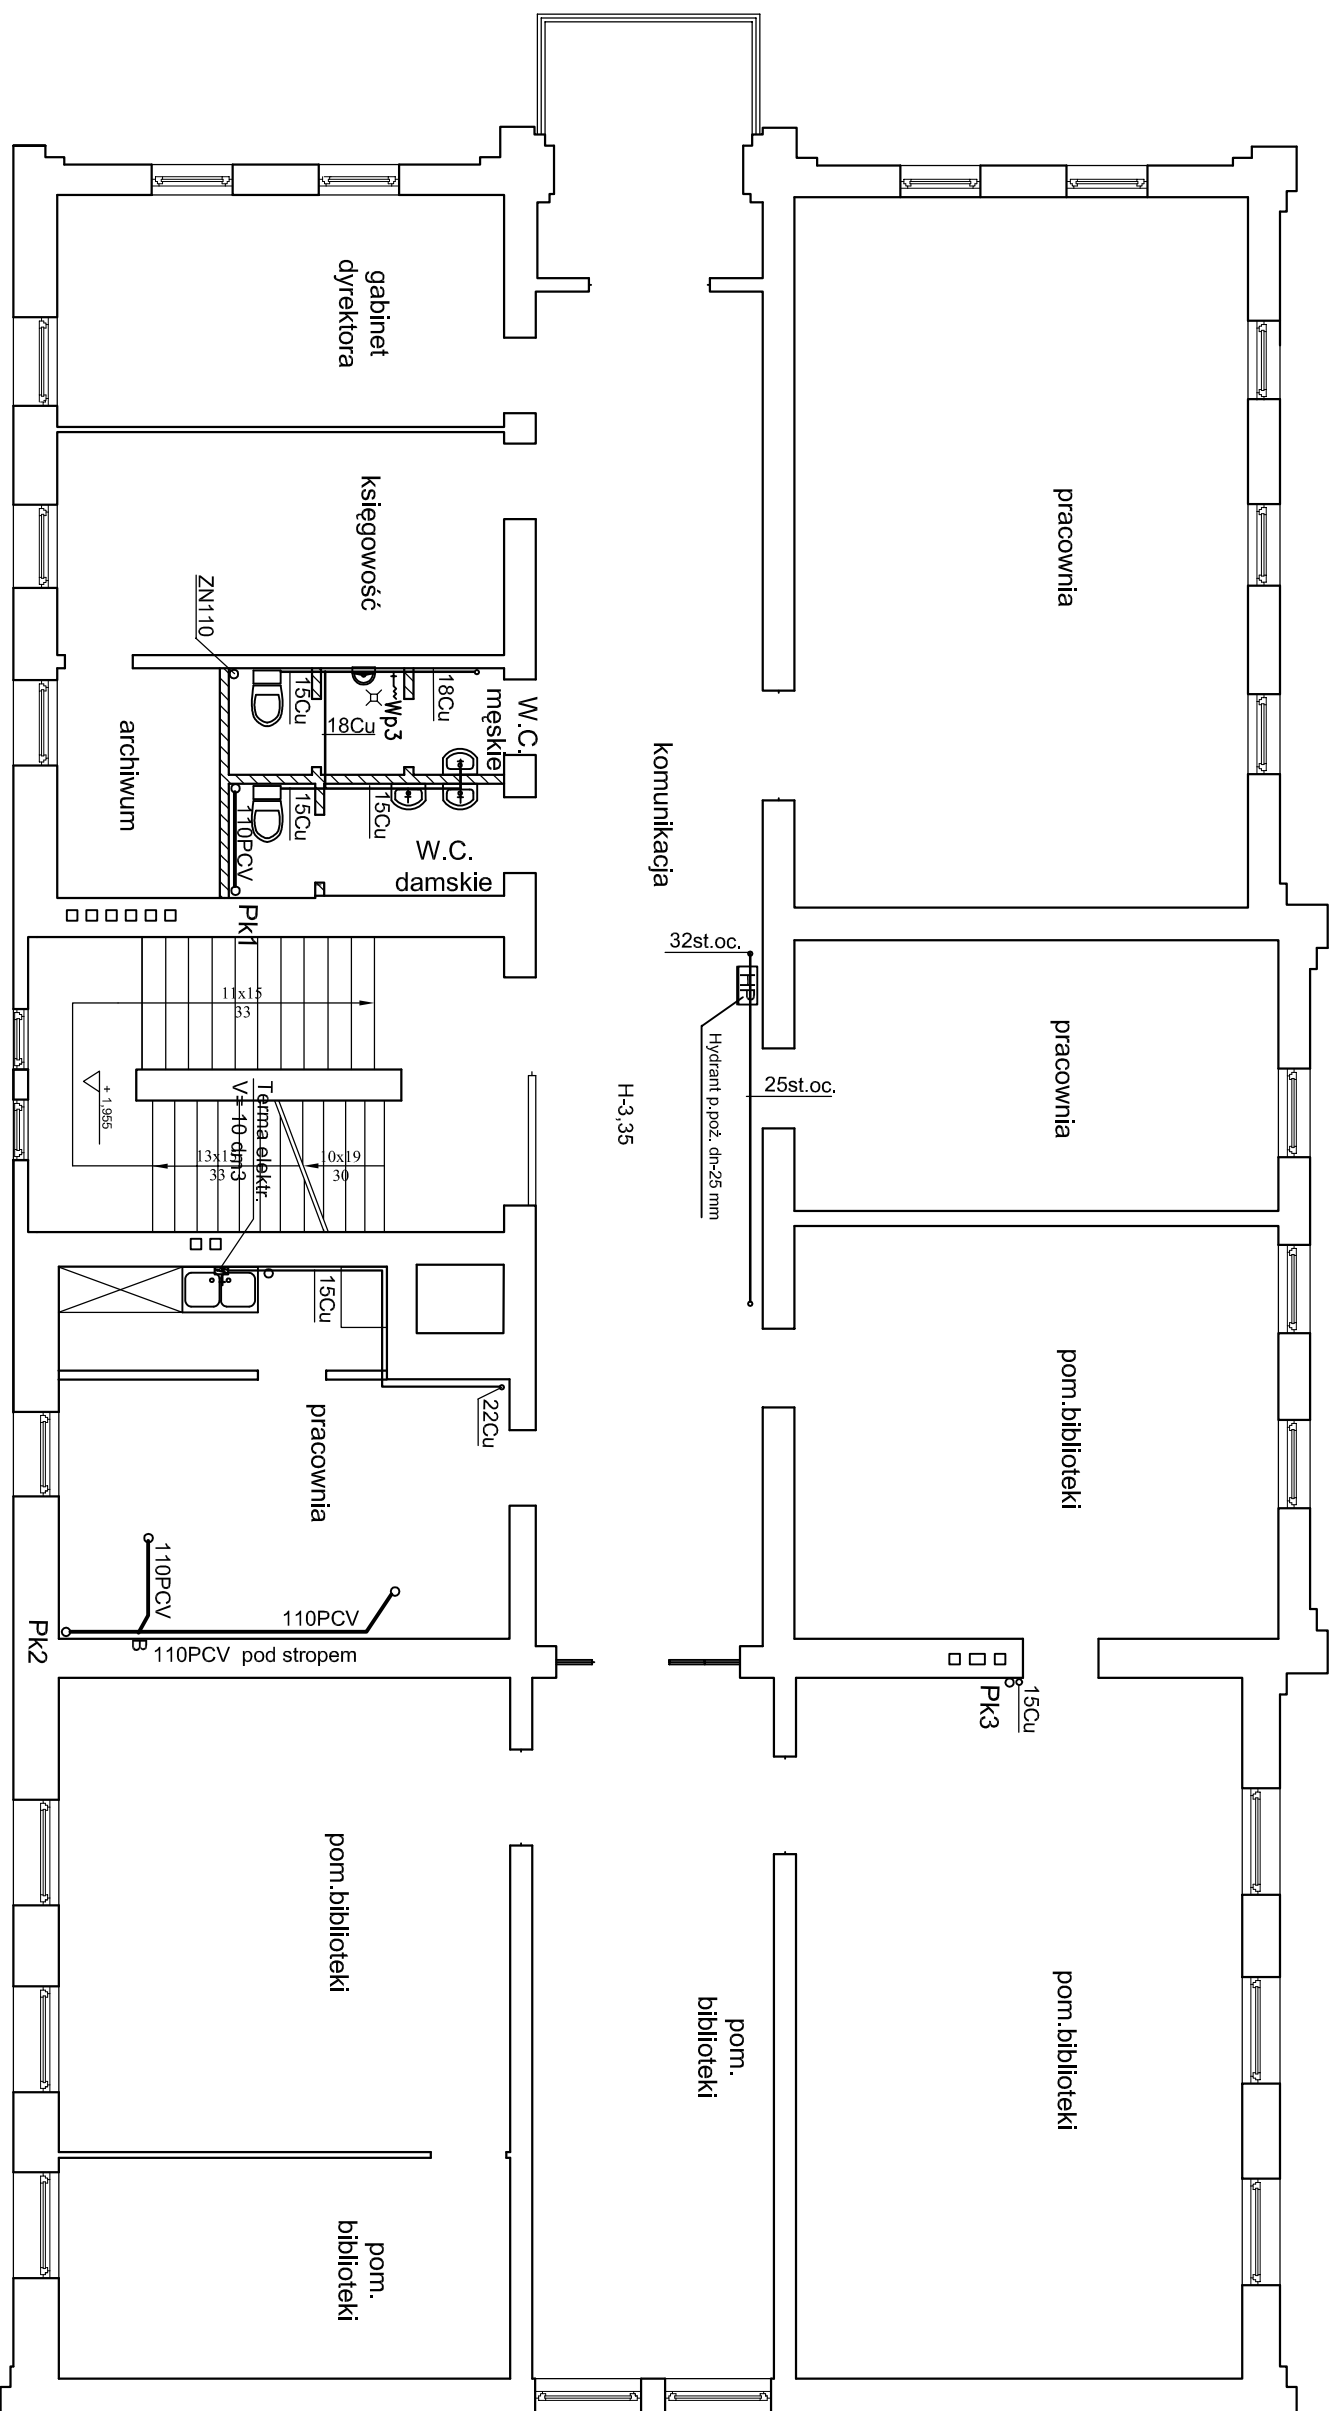 gabinet
dyrektora
księgowość
ZN110
archiwum
15Cu
18Cu
Wp3
18Cu
W.C.
męskie
15Cu
15Cu
110PCV
W.C.
damskie
Pk1
pracownia
komunikacja
32st.oc.
HP
Hydrant p.poż. dn-25 mm
25st.oc.
H-3,35
pracownia
11x15
33
+ 1,955
13x15
33
10x19
30
Terma elektr.
V= 10 dm3
15Cu
22Cu
pracownia
110PCV
110PCV
B
110PCV pod stropem
Pk2
pom.biblioteki
Pk3
15Cu
pom.biblioteki
pom.
biblioteki
pom.biblioteki
pom.
biblioteki